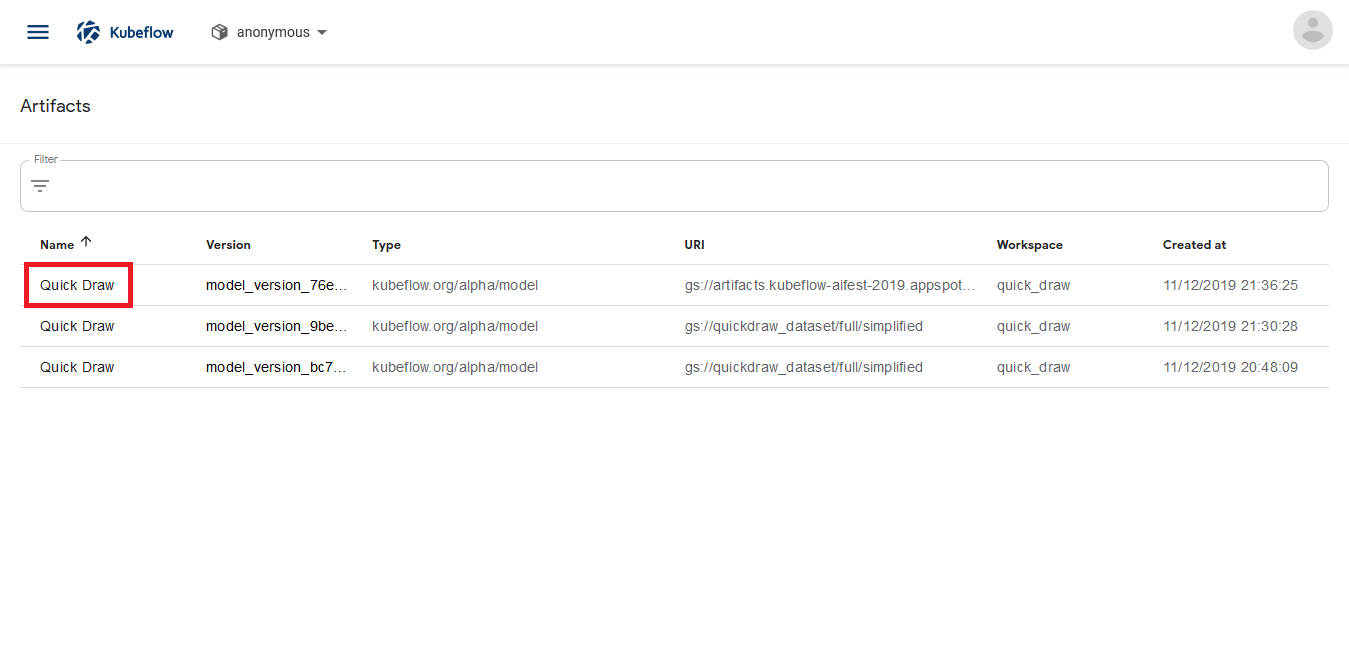 Kubeflow anonymous
Artifacts
Filter
Name Version Type URI Workspace Created at
Quick Draw model_version_76e... kubeflow.org/alpha/model gs://artifacts.kubeflow-aifest-2019.appspot... quick_draw 11/12/2019 21:36:25
Quick Draw model_version_9be... kubeflow.org/alpha/model gs://quickdraw_dataset/full/simplified quick_draw 11/12/2019 21:30:28
Quick Draw model_version_bc7... kubeflow.org/alpha/model gs://quickdraw_dataset/full/simplified quick_draw 11/12/2019 20:48:09